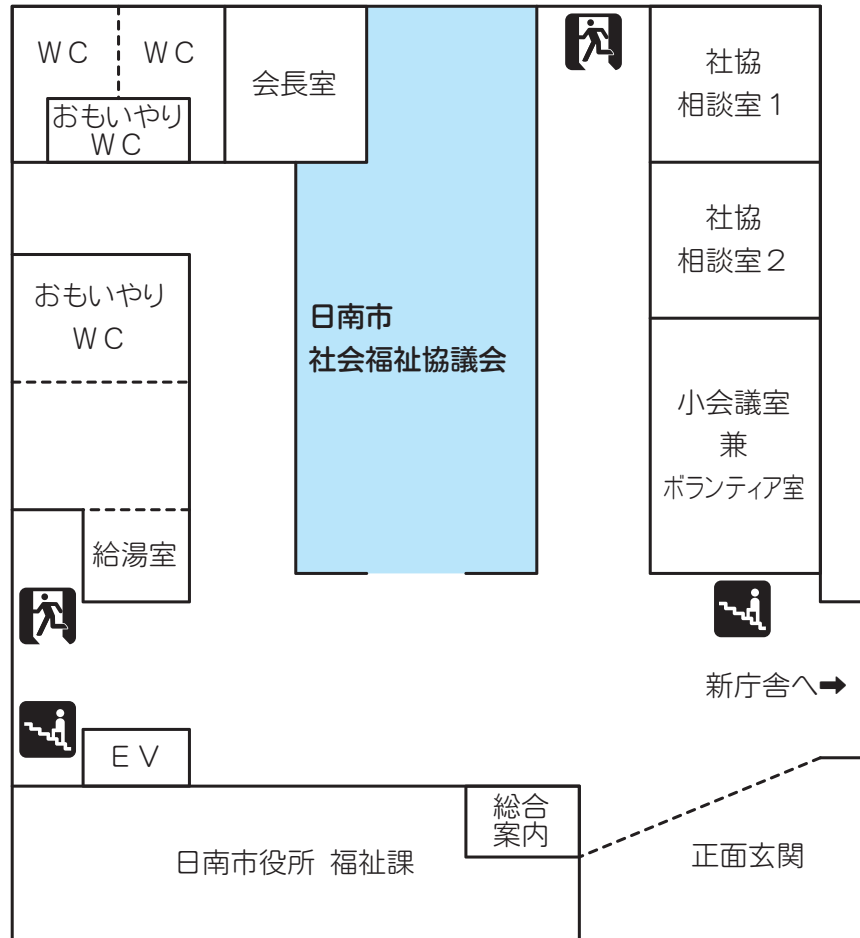 ＷＣ
ＷＣ
おもいやり
ＷＣ
会長室
社協
相談室１
社協
相談室２
おもいやり
ＷＣ
日南市
社会福祉協議会
小会議室
兼
ボランティア室
給湯室
新庁舎へ➡
ＥＶ
総合
案内
日南市役所 福祉課
正面玄関